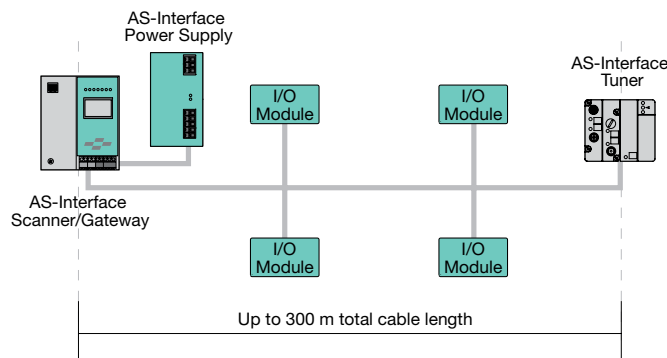 AS-Interface
Power Supply
AS-Interface
Tuner
I/O
Module
I/O
Module
AS-Interface
Scanner/Gateway
I/O
Module
I/O
Module
Up to 300 m total cable length